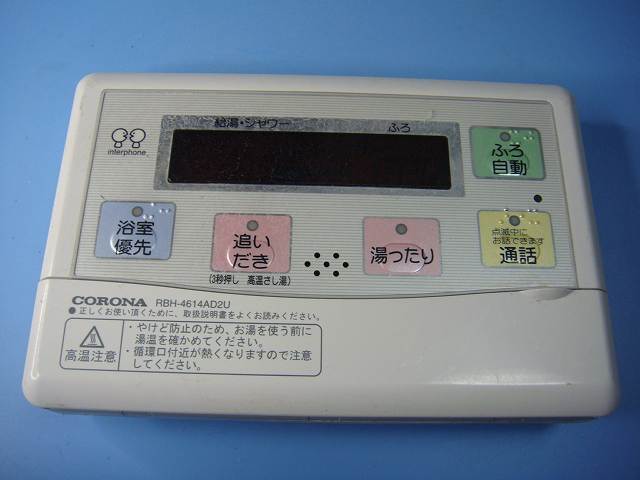 給湯・シャワー
ふろ
interphone
ふろ
自動
浴室
優先
追い
だき
(3秒押し 高温さし湯)
湯ったり
点滅中に
お話できます
通話
CORONA RBH-4614AD2U
●正しくお使い頂くために、取扱説明書をよくお読みください。
高温注意
・やけど防止のため、お湯を使う前に
湯温を確かめてください。
・循環口付近が熱くなりますので注意
してください。